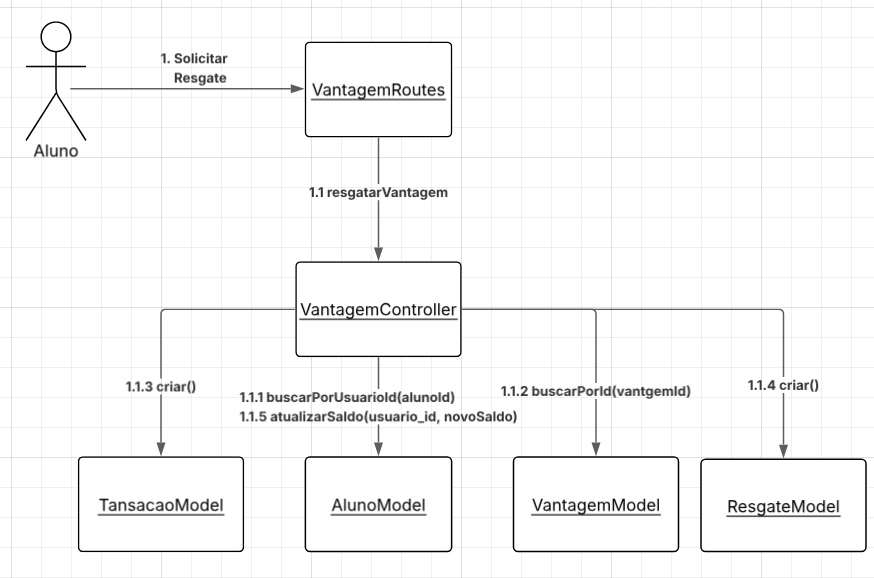 1. Solicitar
Resgate
VantagemRoutes
Aluno
1.1 resgatarVantagem
VantagemController
1.1.3 criar()
1.1.1 buscarPorUsuarioId(alunoId)
1.1.5 atualizarSaldo(usuario_id, novoSaldo)
1.1.2 buscarPorId(vantgemId)
1.1.4 criar()
TansacaoModel
AlunoModel
VantagemModel
ResgateModel